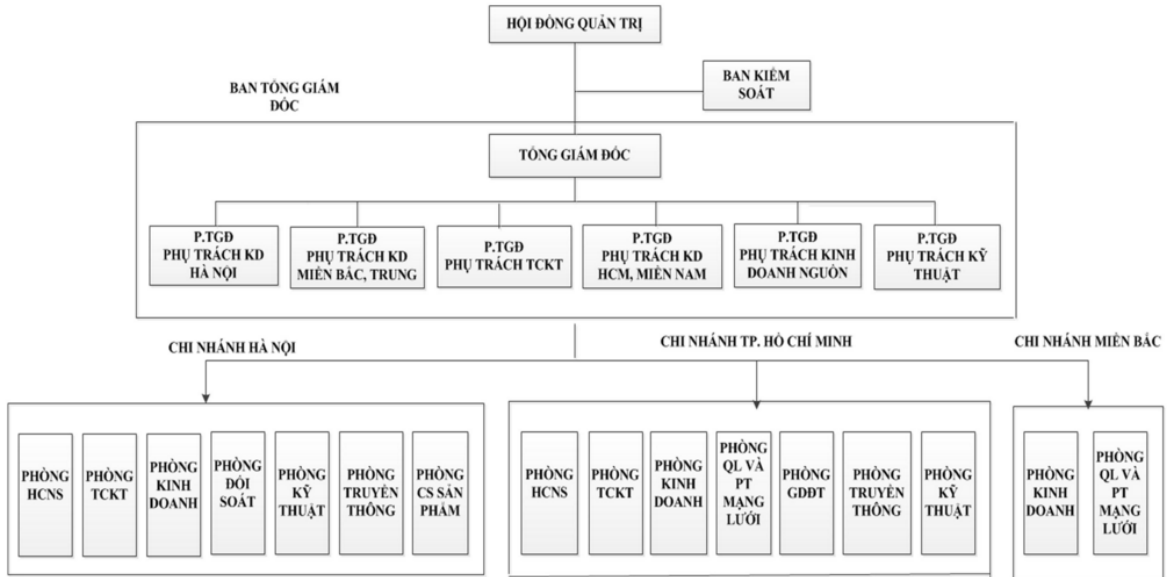 HỘI ĐỒNG QUẢN TRỊ
BAN KIỂM
SOÁT
BAN TỔNG GIÁM
ĐỐC
TỔNG GIÁM ĐỐC
P.TGĐ
PHỤ TRÁCH KD
HÀ NỘI
P.TGĐ
PHỤ TRÁCH KD
MIỀN BẮC, TRUNG
P.TGĐ
PHỤ TRÁCH TCKT
P.TGĐ
PHỤ TRÁCH KD
HCM, MIỀN NAM
P.TGĐ
PHỤ TRÁCH KINH
DOANH NGUỒN
P.TGĐ
PHỤ TRÁCH KỸ
THUẬT
CHI NHÁNH HÀ NỘI
PHÒNG
HCNS
PHÒNG
TCKT
PHÒNG
KINH
DOANH
PHÒNG
ĐỐI
SOÁT
PHÒNG
KỸ
THUẬT
PHÒNG
TRUYỀN
THÔNG
PHÒNG
CS SẢN
PHẨM
CHI NHÁNH TP. HỒ CHÍ MINH
PHÒNG
HCNS
PHÒNG
TCKT
PHÒNG
KINH
DOANH
PHÒNG
QL VÀ
PT
MẠNG
LƯỚI
PHÒNG
GDĐT
PHÒNG
TRUYỀN
THÔNG
PHÒNG
KỸ
THUẬT
CHI NHÁNH MIỀN BẮC
PHÒNG
KINH
DOANH
PHÒNG
QL VÀ
PT
MẠNG
LƯỚI